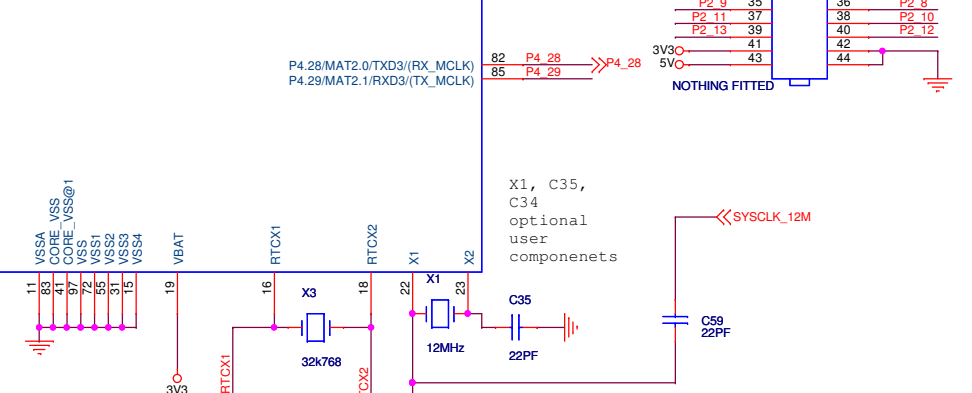 P2_9 35 36 P2_8
P2_11 37 38 P2_10
P2_13 39 40 P2_12
3V3 41 42
5V 43 44
NOTHING FITTED
P4.28/MAT2.0/TXD3/(RX_MCLK) 82 P4_28 P4_28
P4.29/MAT2.1/RXD3/(TX_MCLK) 85 P4_29
X1, C35,
C34
optional
user
componenets
SYSCLK_12M
VSSA
CORE_VSS
CORE_VSS@1
VSS
VSS1
VSS2
VSS3
VSS4
VBAT
RTCX1
RTCX2
X1
X2
11
83
41
97
72
55
31
15
19
16
18
22
23
X3
32k768
X1
12MHz
C35
22PF
C59
22PF
RTCX1
TCX2
3V3